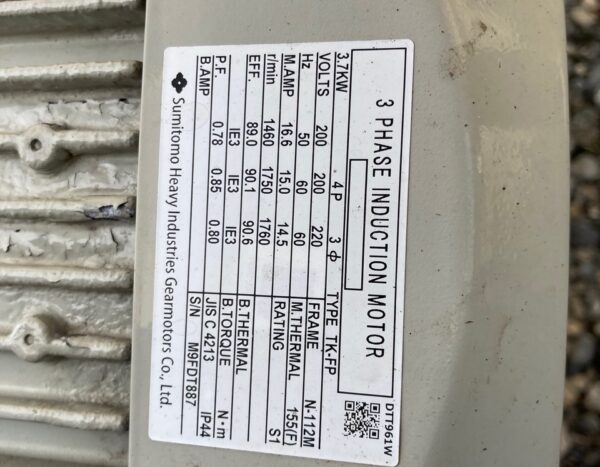 DTT961W
3 PHASE INDUCTION MOTOR
3.7KW 4P 3 ϕ TYPE TK-FP
VOLTS 200 200 220 FRAME N-112M
Hz 50 60 60 M.THERMAL 155(F)
M.AMP 16.6 15.0 14.5 RATING S1
r/min 1460 1750 1760
EFF. 89.0 90.1 90.6 B.THERMAL
IE3 IE3 IE3 B.TORQUE N·m
P.F. 0.78 0.85 0.80 JIS C 4213 IP44
B.AMP S/N M9FDT887
Sumitomo Heavy Industries Gearmotors Co., Ltd.